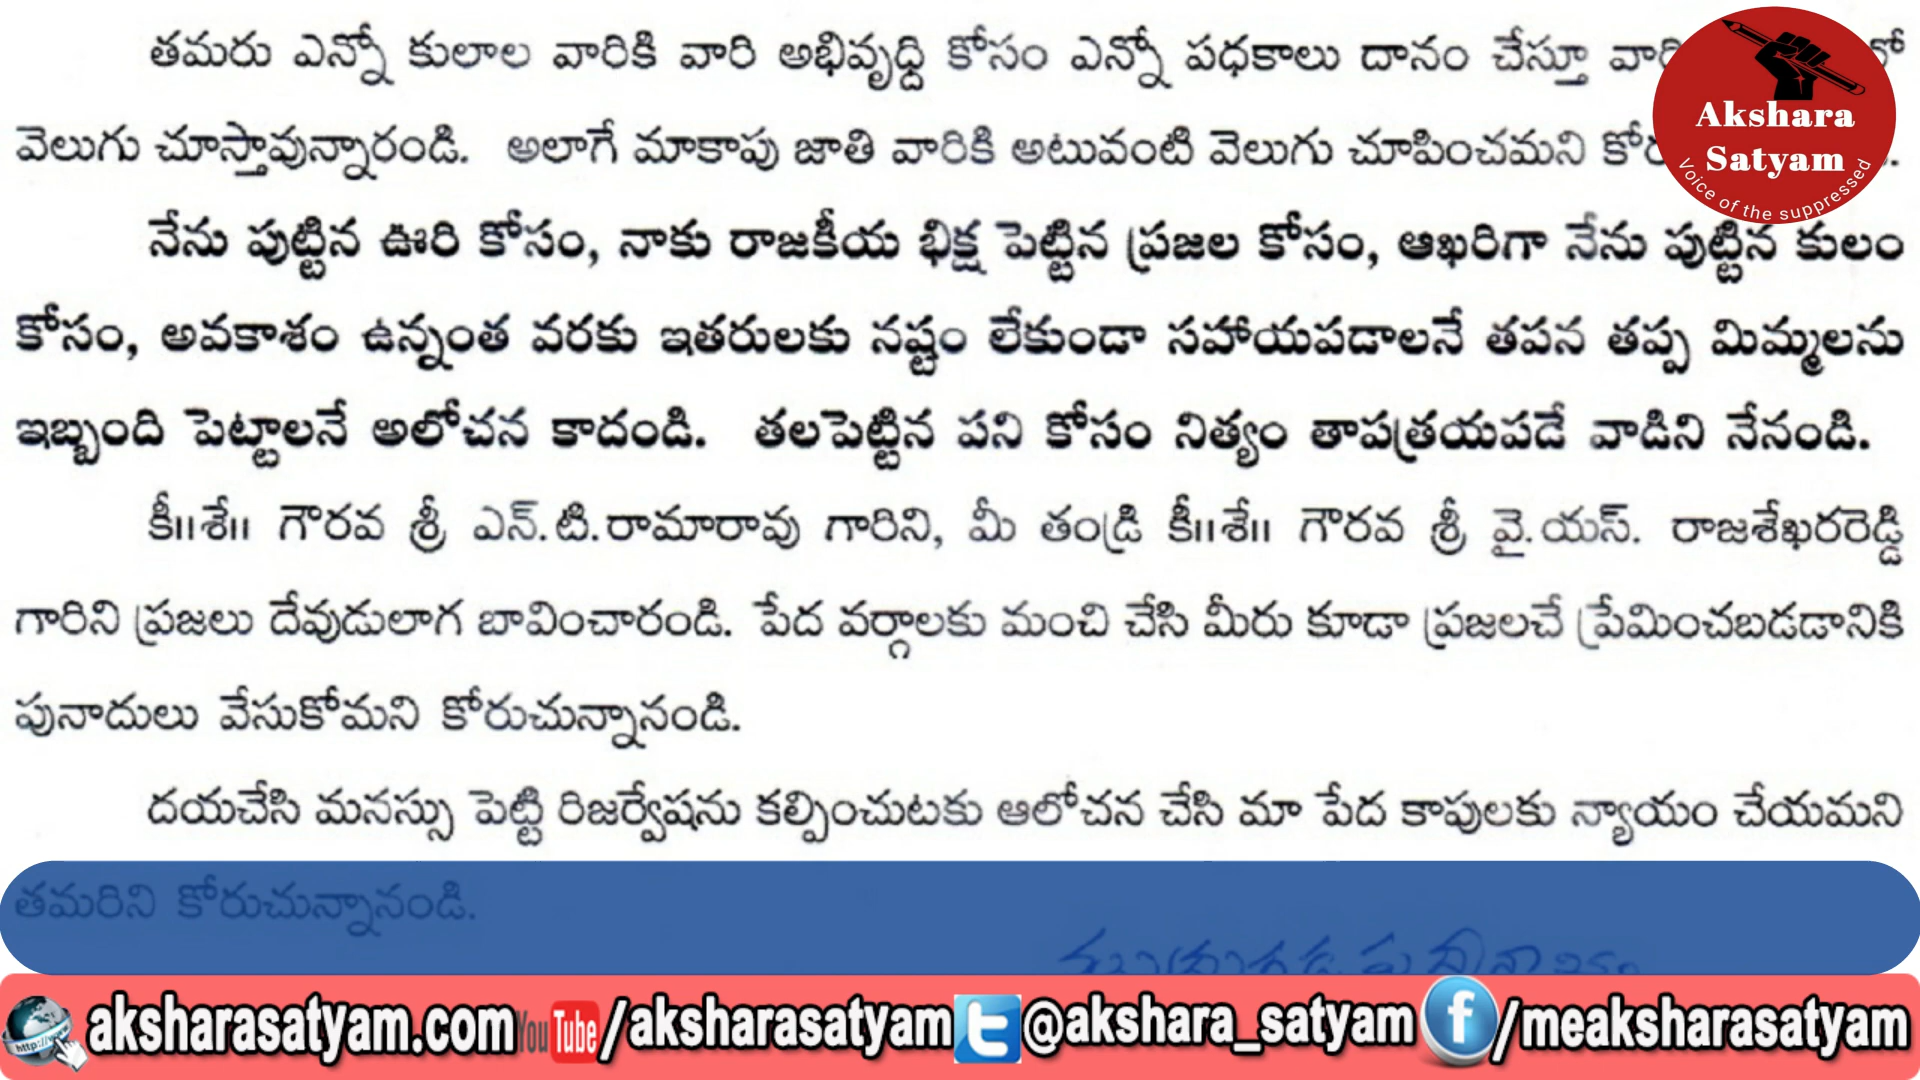 తమరు ఎన్నో కులాల వారికి వారి అభివృద్ధి కోసం ఎన్నో పధకాలు దానం చేస్తూ
వెలుగు చూస్తావున్నారండి. అలాగే మాకాపు జాతి వారికి అటువంటి వెలుగు చూపించమని
నేను పుట్టిన ఊరి కోసం, నాకు రాజకీయ భిక్ష పెట్టిన ప్రజల కోసం, ఆఖరిగా నేను పుట్టిన కులం
కోసం, అవకాశం ఉన్నంత వరకు ఇతరులకు నష్టం లేకుండా సహాయపడాలనే తపన తప్ప మిమ్మలను
ఇబ్బంది పెట్టాలనే అలోచన కాదండి. తలపెట్టిన పని కోసం నిత్యం తాపత్రయపడే వాడిని నేనండి.
కీ॥శే॥ గౌరవ శ్రీ ఎన్.టి.రామారావు గారిని, మీ తండ్రి కీ॥శే॥ గౌరవ శ్రీ వై.యస్. రాజశేఖరరెడ్డి
గారిని ప్రజలు దేవుడులాగ బావించారండి. పేద వర్గాలకు మంచి చేసి మీరు కూడా ప్రజలచే ప్రేమించబడడానికి
పునాదులు వేసుకోమని కోరుచున్నానండి.
దయచేసి మనస్సు పెట్టి రిజర్వేషను కల్పించుటకు ఆలోచన చేసి మా పేద కాపులకు న్యాయం చేయమని
తమరిని కోరుచున్నానండి.
Akshara
Satyam
Voice of the suppressed
aksharasatyam.com YouTube /aksharasatyam @akshara_satyam f /meaksharasatyam